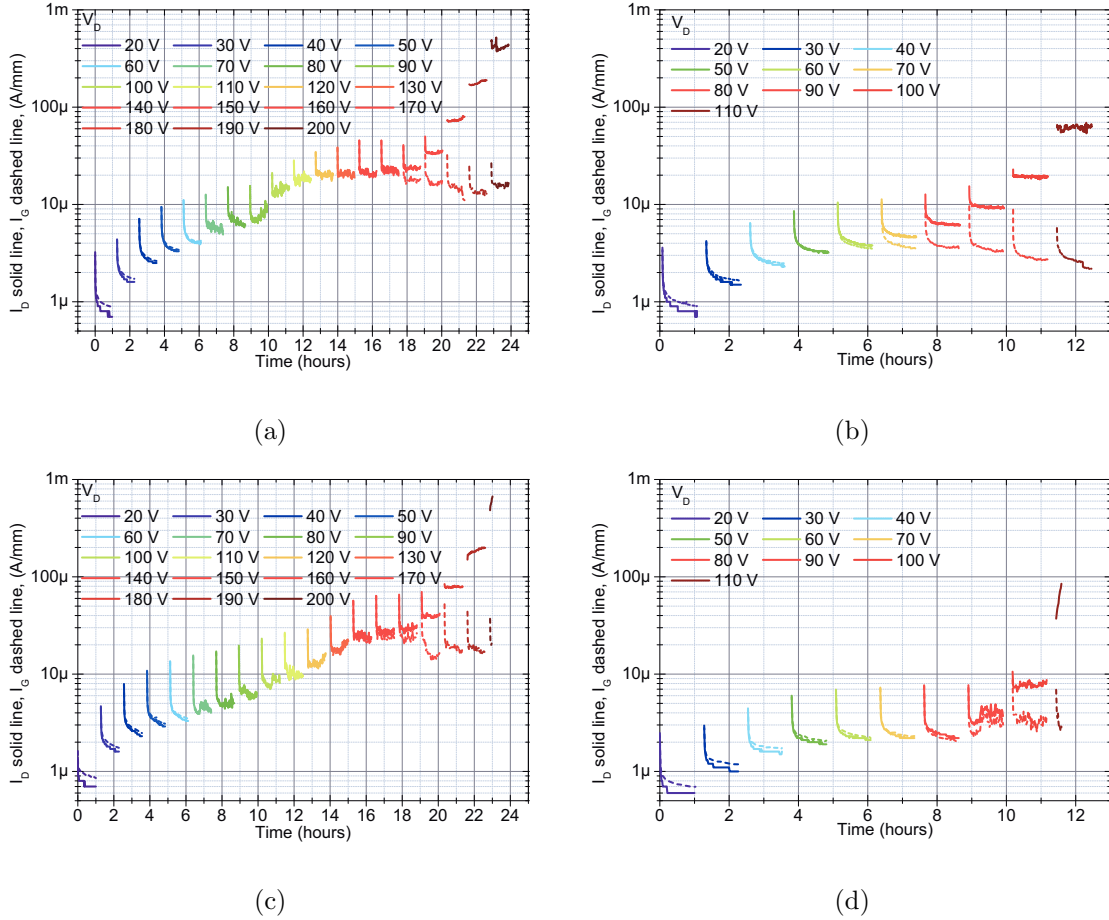 V_D
20 V 30 V 40 V 50 V
60 V 70 V 80 V 90 V
100 V 110 V 120 V 130 V
140 V 150 V 160 V 170 V
180 V 190 V 200 V
1m
100µ
10µ
1µ
I_D solid line, I_G dashed line, (A/mm)
0 2 4 6 8 10 12 14 16 18 20 22 24
Time (hours)
(a)
V_D
20 V 30 V 40 V
50 V 60 V 70 V
80 V 90 V 100 V
110 V
1m
100µ
10µ
1µ
I_D solid line, I_G dashed line, (A/mm)
0 2 4 6 8 10 12
Time (hours)
(b)
V_D
20 V 30 V 40 V 50 V
60 V 70 V 80 V 90 V
100 V 110 V 120 V 130 V
140 V 150 V 160 V 170 V
180 V 190 V 200 V
1m
100µ
10µ
1µ
I_D solid line, I_G dashed line, (A/mm)
0 2 4 6 8 10 12 14 16 18 20 22 24
Time (hours)
(c)
V_D
20 V 30 V 40 V
50 V 60 V 70 V
80 V 90 V 100 V
110 V
1m
100µ
10µ
1µ
I_D solid line, I_G dashed line, (A/mm)
0 2 4 6 8 10 12
Time (hours)
(d)